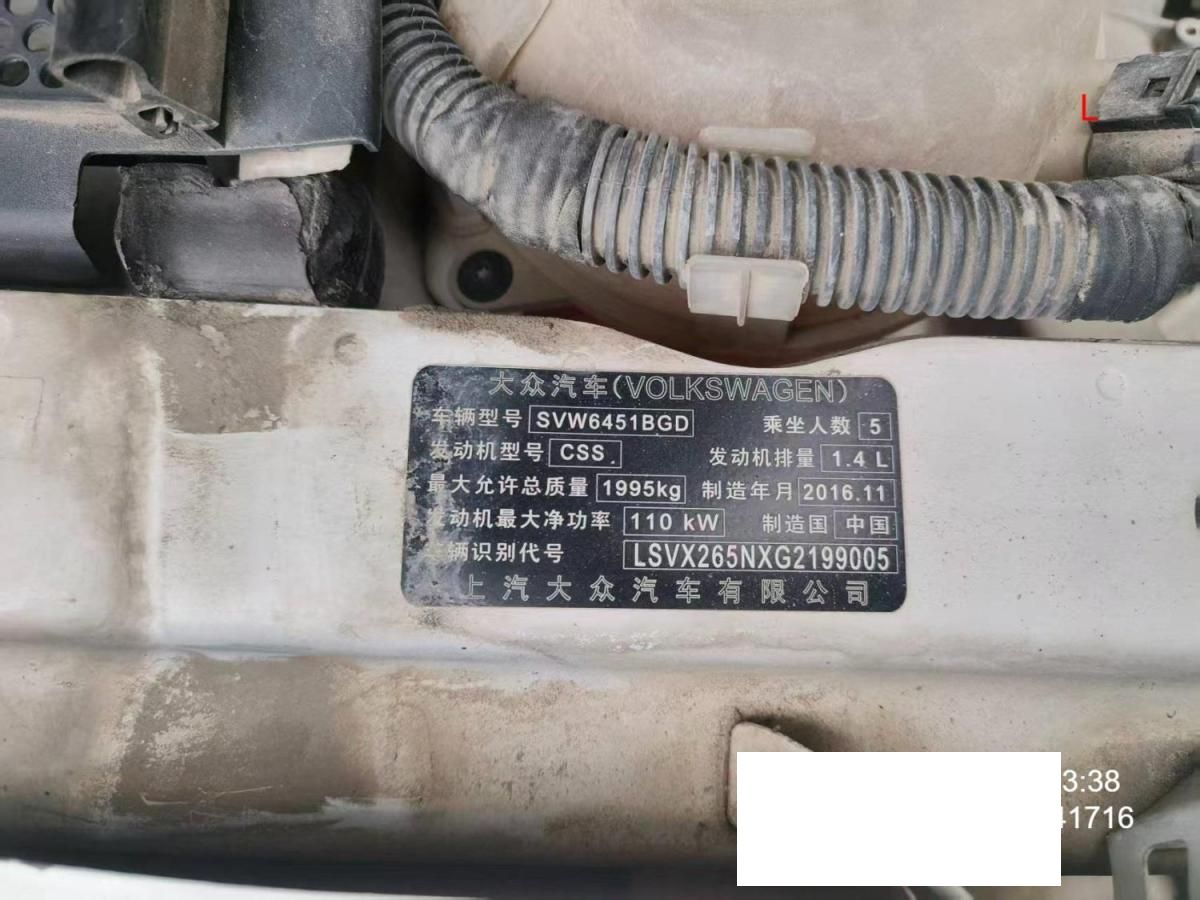 L
大众汽车(VOLKSWAGEN)
车辆型号 SVW6451BGD 乘坐人数 5
发动机型号 CSS 发动机排量 1.4 L
最大允许总质量 1995kg 制造年月 2016.11
发动机最大净功率 110 kW 制造国 中国
车辆识别代号 LSVX265NXG2199005
上汽大众汽车有限公司
3:38
41716